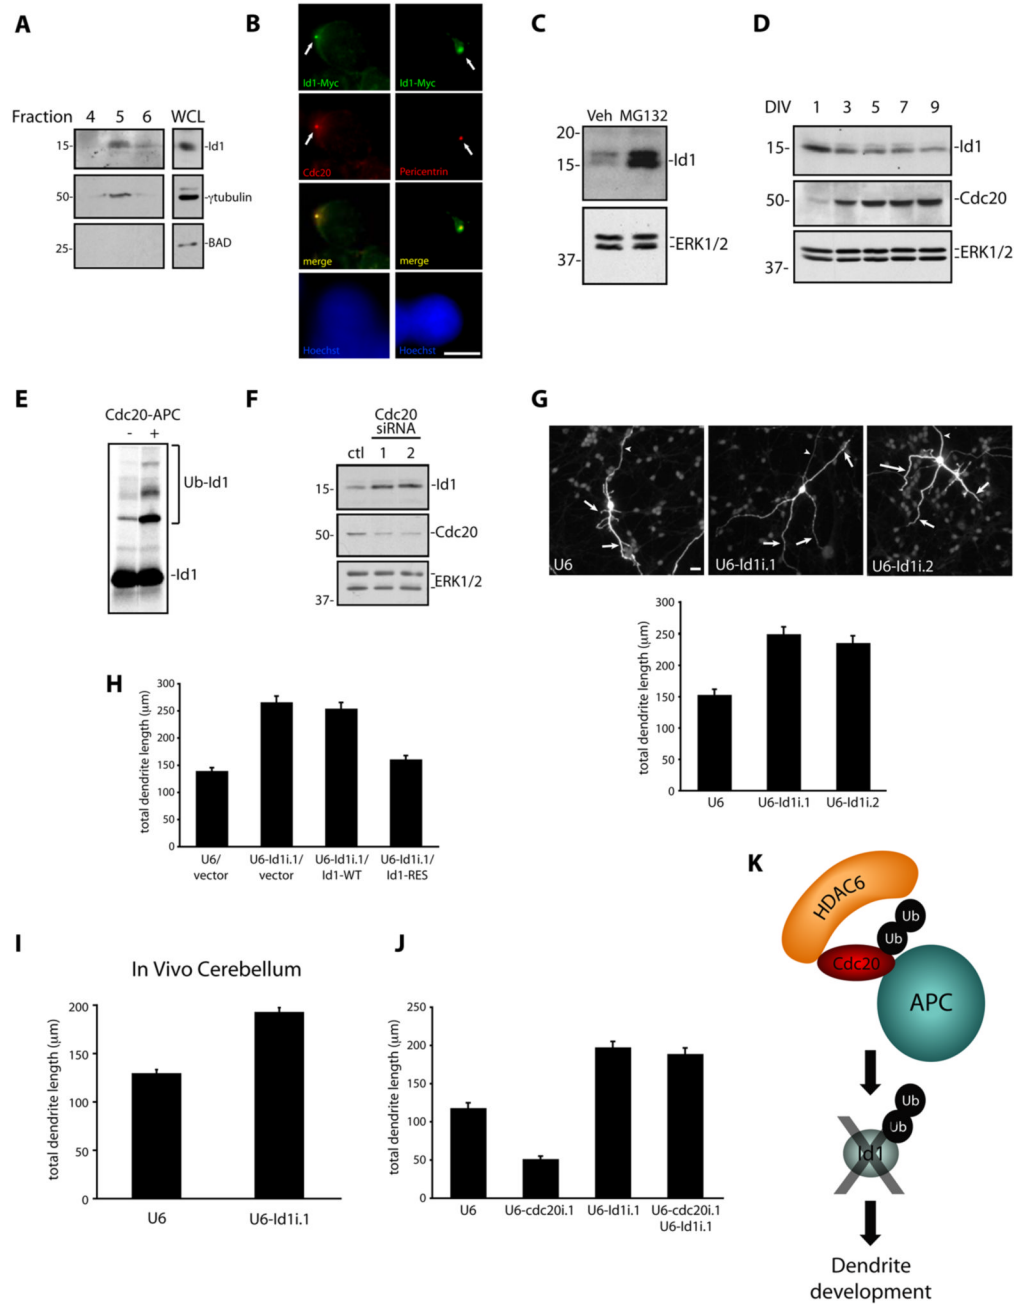 A
Fraction 4 5 6 WCL
15- -Id1
50- -γtubulin
25- -BAD
B
Id1-Myc Id1-Myc
Cdc20 Pericentrin
merge merge
Hoechst Hoechst
C
Veh MG132
20-
15- -Id1
-ERK1/2
37-
D
DIV 1 3 5 7 9
15- -Id1
50- -Cdc20
-ERK1/2
37-
E
Cdc20-APC
- +
Ub-Id1
-Id1
F
Cdc20
siRNA
ctl 1 2
15- -Id1
50- -Cdc20
-ERK1/2
37-
G
U6 U6-Id1i.1 U6-Id1i.2
total dendrite length (μm)
300
250
200
150
100
50
0
U6 U6-Id1i.1 U6-Id1i.2
H
total dendrite length (μm)
300
250
200
150
100
50
0
U6/ U6-Id1i.1/ U6-Id1i.1/ U6-Id1i.1/
vector vector Id1-WT Id1-RES
I
In Vivo Cerebellum
total dendrite length (μm)
200
150
100
50
0
U6 U6-Id1i.1
J
total dendrite length (μm)
250
200
150
100
50
0
U6 U6-cdc20i.1 U6-Id1i.1 U6-cdc20i.1
U6-Id1i.1
K
HDAC6
Ub
Ub
Cdc20
APC
Ub
Ub
Id1
Dendrite
development